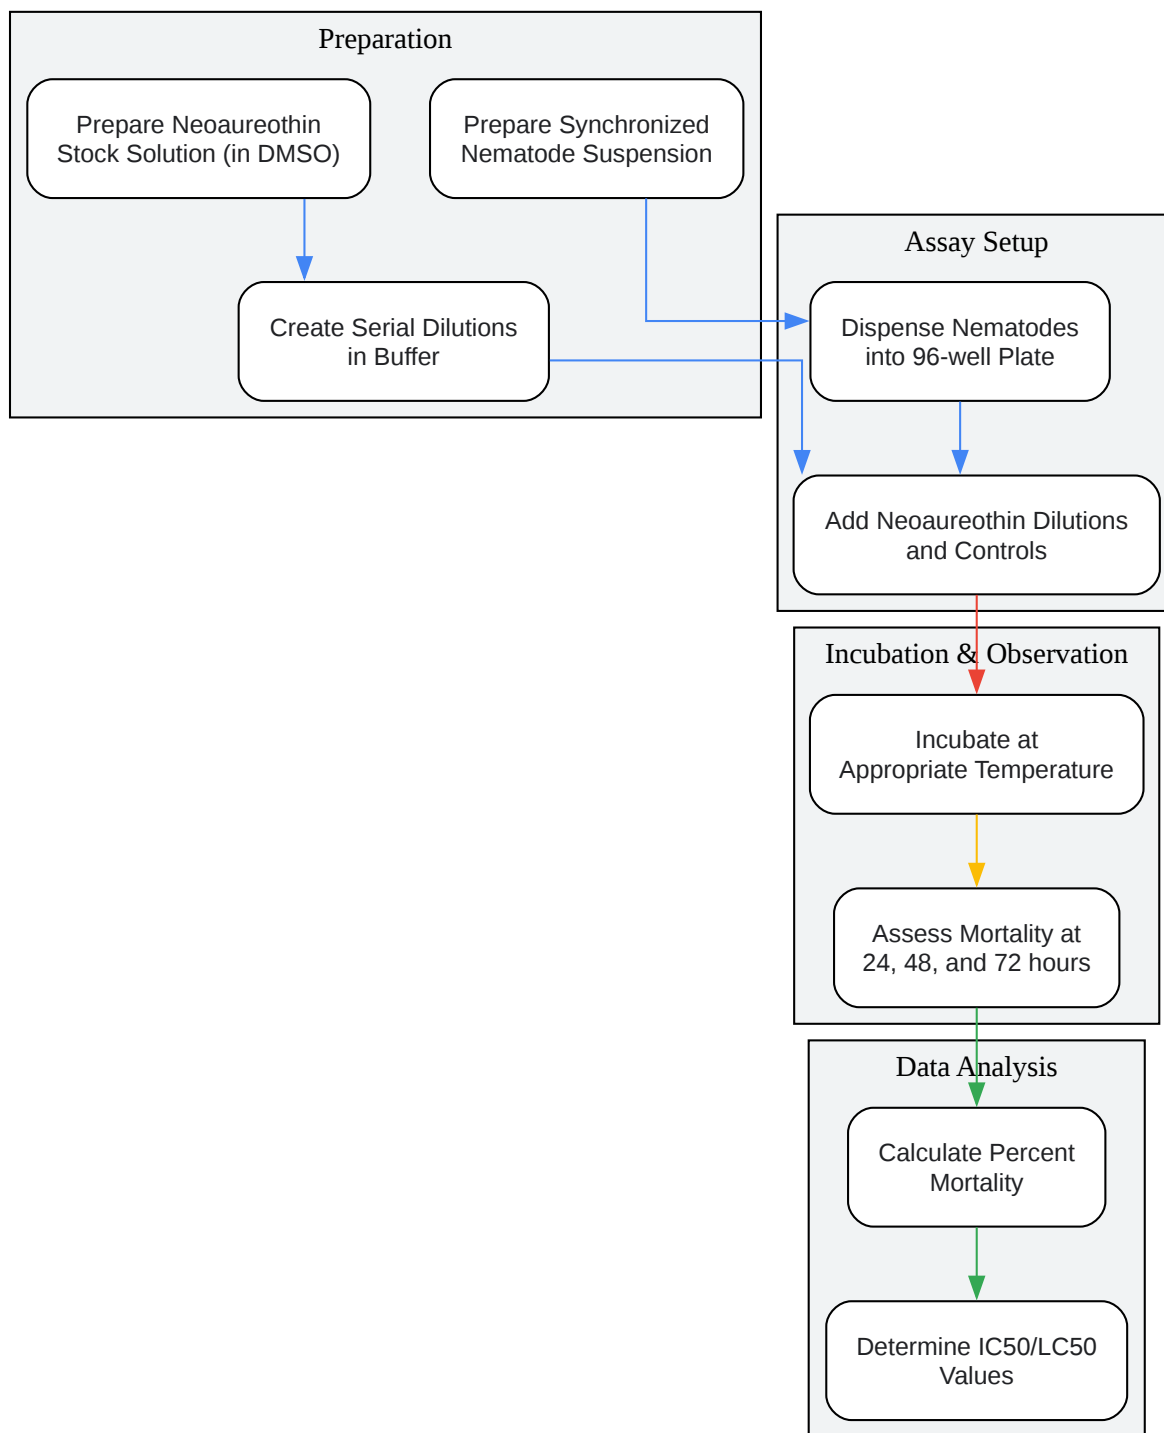 Preparation
Prepare Neoaureothin
Stock Solution (in DMSO)
Prepare Synchronized
Nematode Suspension
Create Serial Dilutions
in Buffer
Assay Setup
Dispense Nematodes
into 96-well Plate
Add Neoaureothin Dilutions
and Controls
Incubation & Observation
Incubate at
Appropriate Temperature
Assess Mortality at
24, 48, and 72 hours
Data Analysis
Calculate Percent
Mortality
Determine IC50/LC50
Values